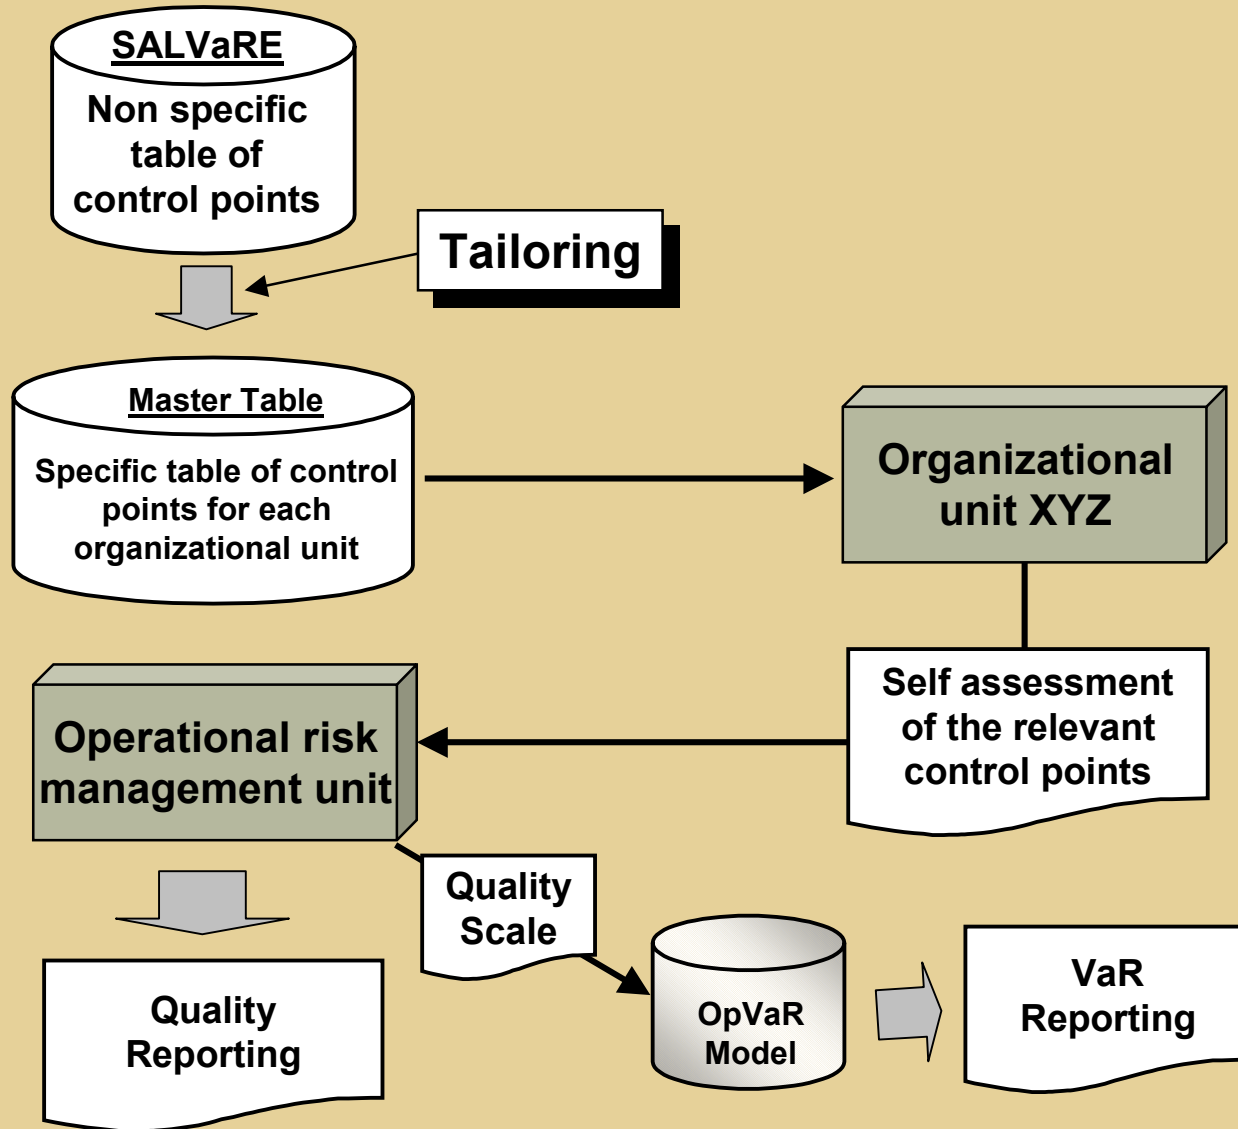 SALVaRE
Non specific
table of
control points
Tailoring
Master Table
Specific table of control
points for each
organizational unit
Organizational
unit XYZ
Self assessment
of the relevant
control points
Operational risk
management unit
Quality
Scale
Quality
Reporting
OpVaR
Model
VaR
Reporting